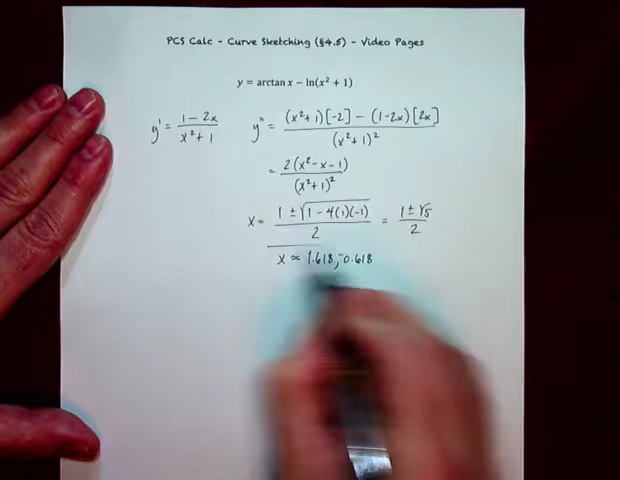 PCS Calc - Curve Sketching (§4.5) - Video Pages
y = arctan x − ln(x² + 1)
y' = (1 - 2x)/(x² + 1) y'' = ((x²+1)[-2] - (1-2x)[2x])/(x²+1)²
= 2(x²-x-1)/(x²+1)²
x = (1 ± √(1-4(1)(-1)))/2 = (1±√5)/2
x ≈ 1.618, -0.618